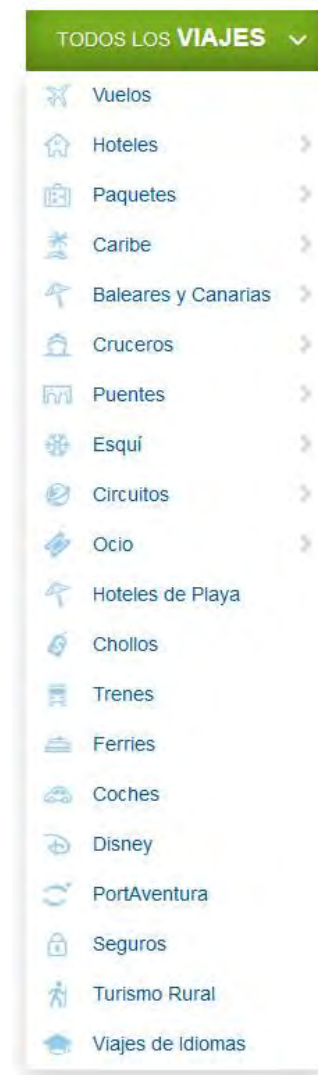 TODOS LOS VIAJES
Vuelos
Hoteles
Paquetes
Caribe
Baleares y Canarias
Cruceros
Puentes
Esquí
Circuitos
Ocio
Hoteles de Playa
Chollos
Trenes
Ferries
Coches
Disney
PortAventura
Seguros
Turismo Rural
Viajes de Idiomas